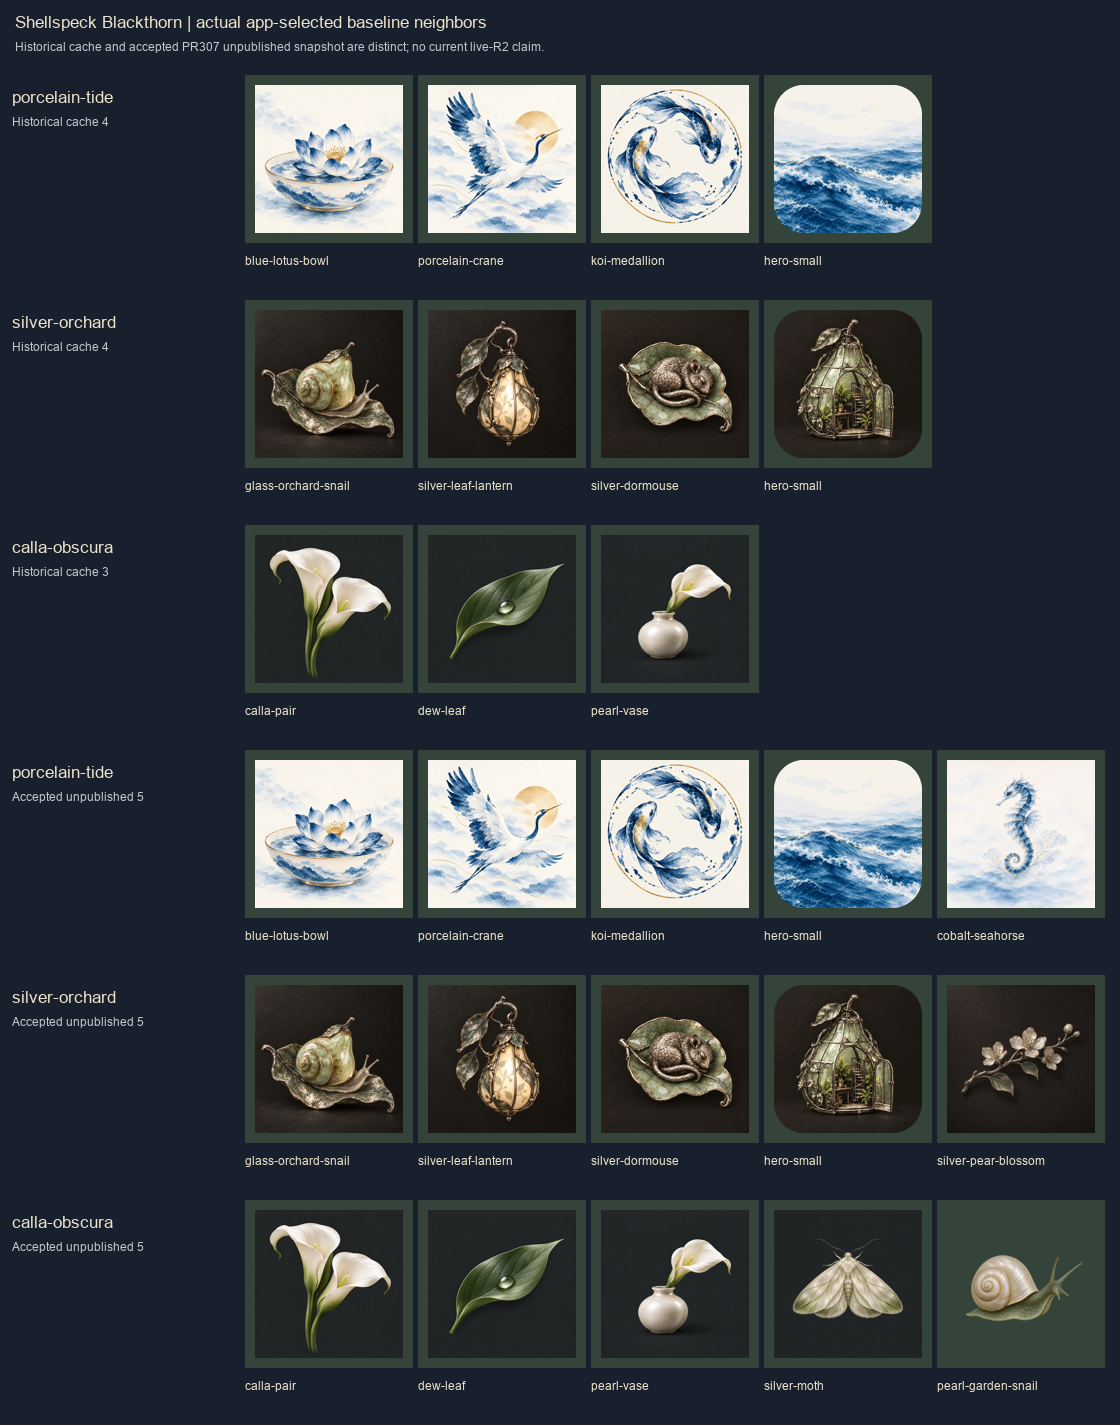 Shellspeck Blackthorn | actual app-selected baseline neighbors
Historical cache and accepted PR307 unpublished snapshot are distinct; no current live-R2 claim.
porcelain-tide
Historical cache 4
blue-lotus-bowl
porcelain-crane
koi-medallion
hero-small
silver-orchard
Historical cache 4
glass-orchard-snail
silver-leaf-lantern
silver-dormouse
hero-small
calla-obscura
Historical cache 3
calla-pair
dew-leaf
pearl-vase
porcelain-tide
Accepted unpublished 5
blue-lotus-bowl
porcelain-crane
koi-medallion
hero-small
cobalt-seahorse
silver-orchard
Accepted unpublished 5
glass-orchard-snail
silver-leaf-lantern
silver-dormouse
hero-small
silver-pear-blossom
calla-obscura
Accepted unpublished 5
calla-pair
dew-leaf
pearl-vase
silver-moth
pearl-garden-snail